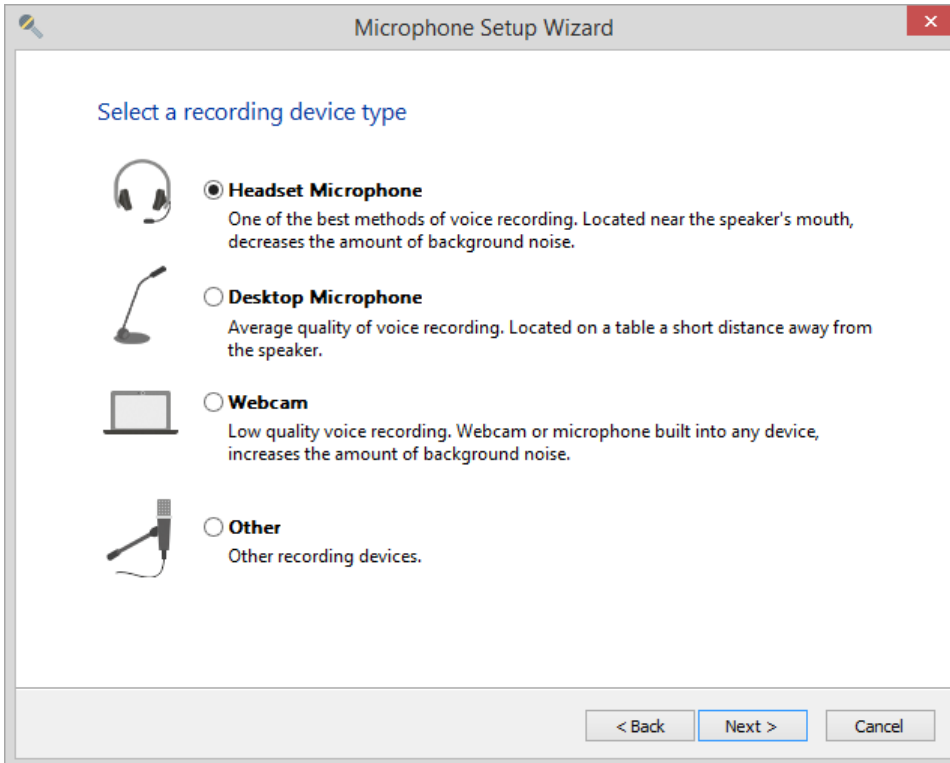 Microphone Setup Wizard
Select a recording device type
Headset Microphone
One of the best methods of voice recording. Located near the speaker's mouth,
decreases the amount of background noise.
Desktop Microphone
Average quality of voice recording. Located on a table a short distance away from
the speaker.
Webcam
Low quality voice recording. Webcam or microphone built into any device,
increases the amount of background noise.
Other
Other recording devices.
< Back
Next >
Cancel